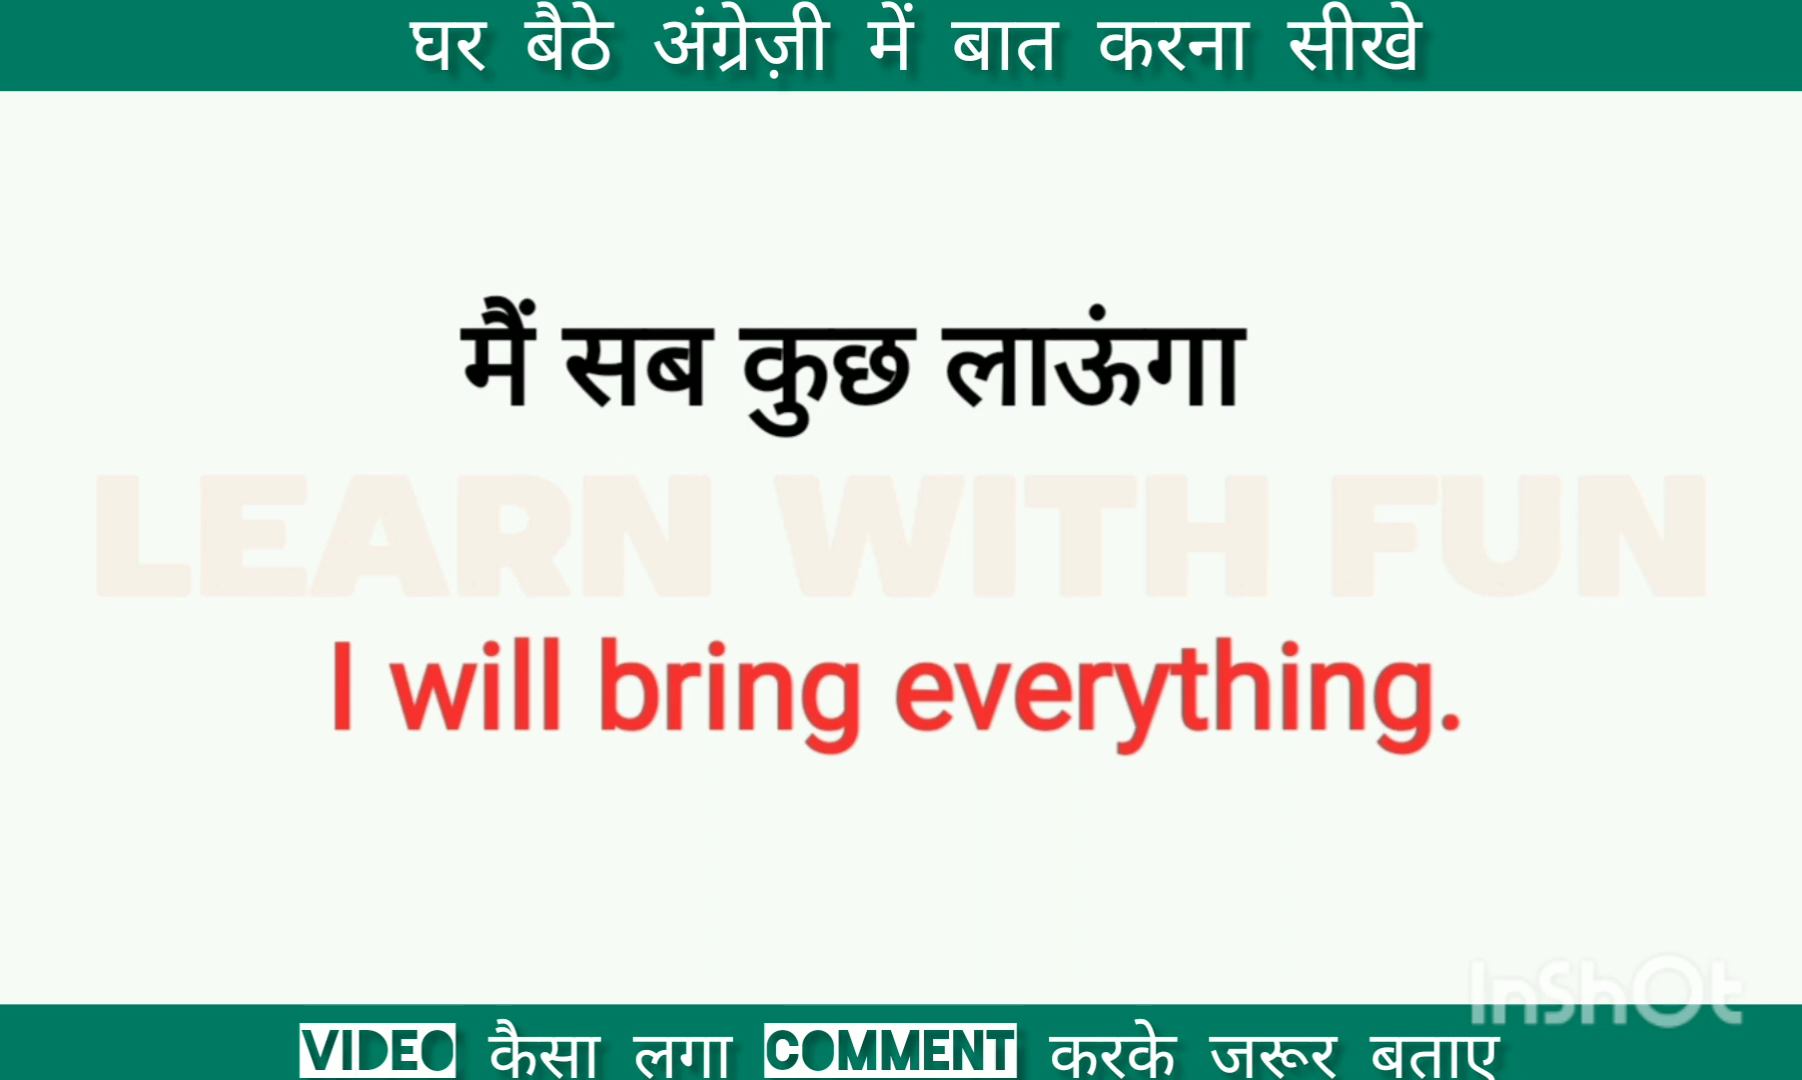 घर बैठे अंग्रेज़ी में बात करना सीखे
मैं सब कुछ लाऊंगा
LEARN WITH FUN
I will bring everything.
InShOt
VIDEO कैसा लगा COMMENT करके जरूर बताए